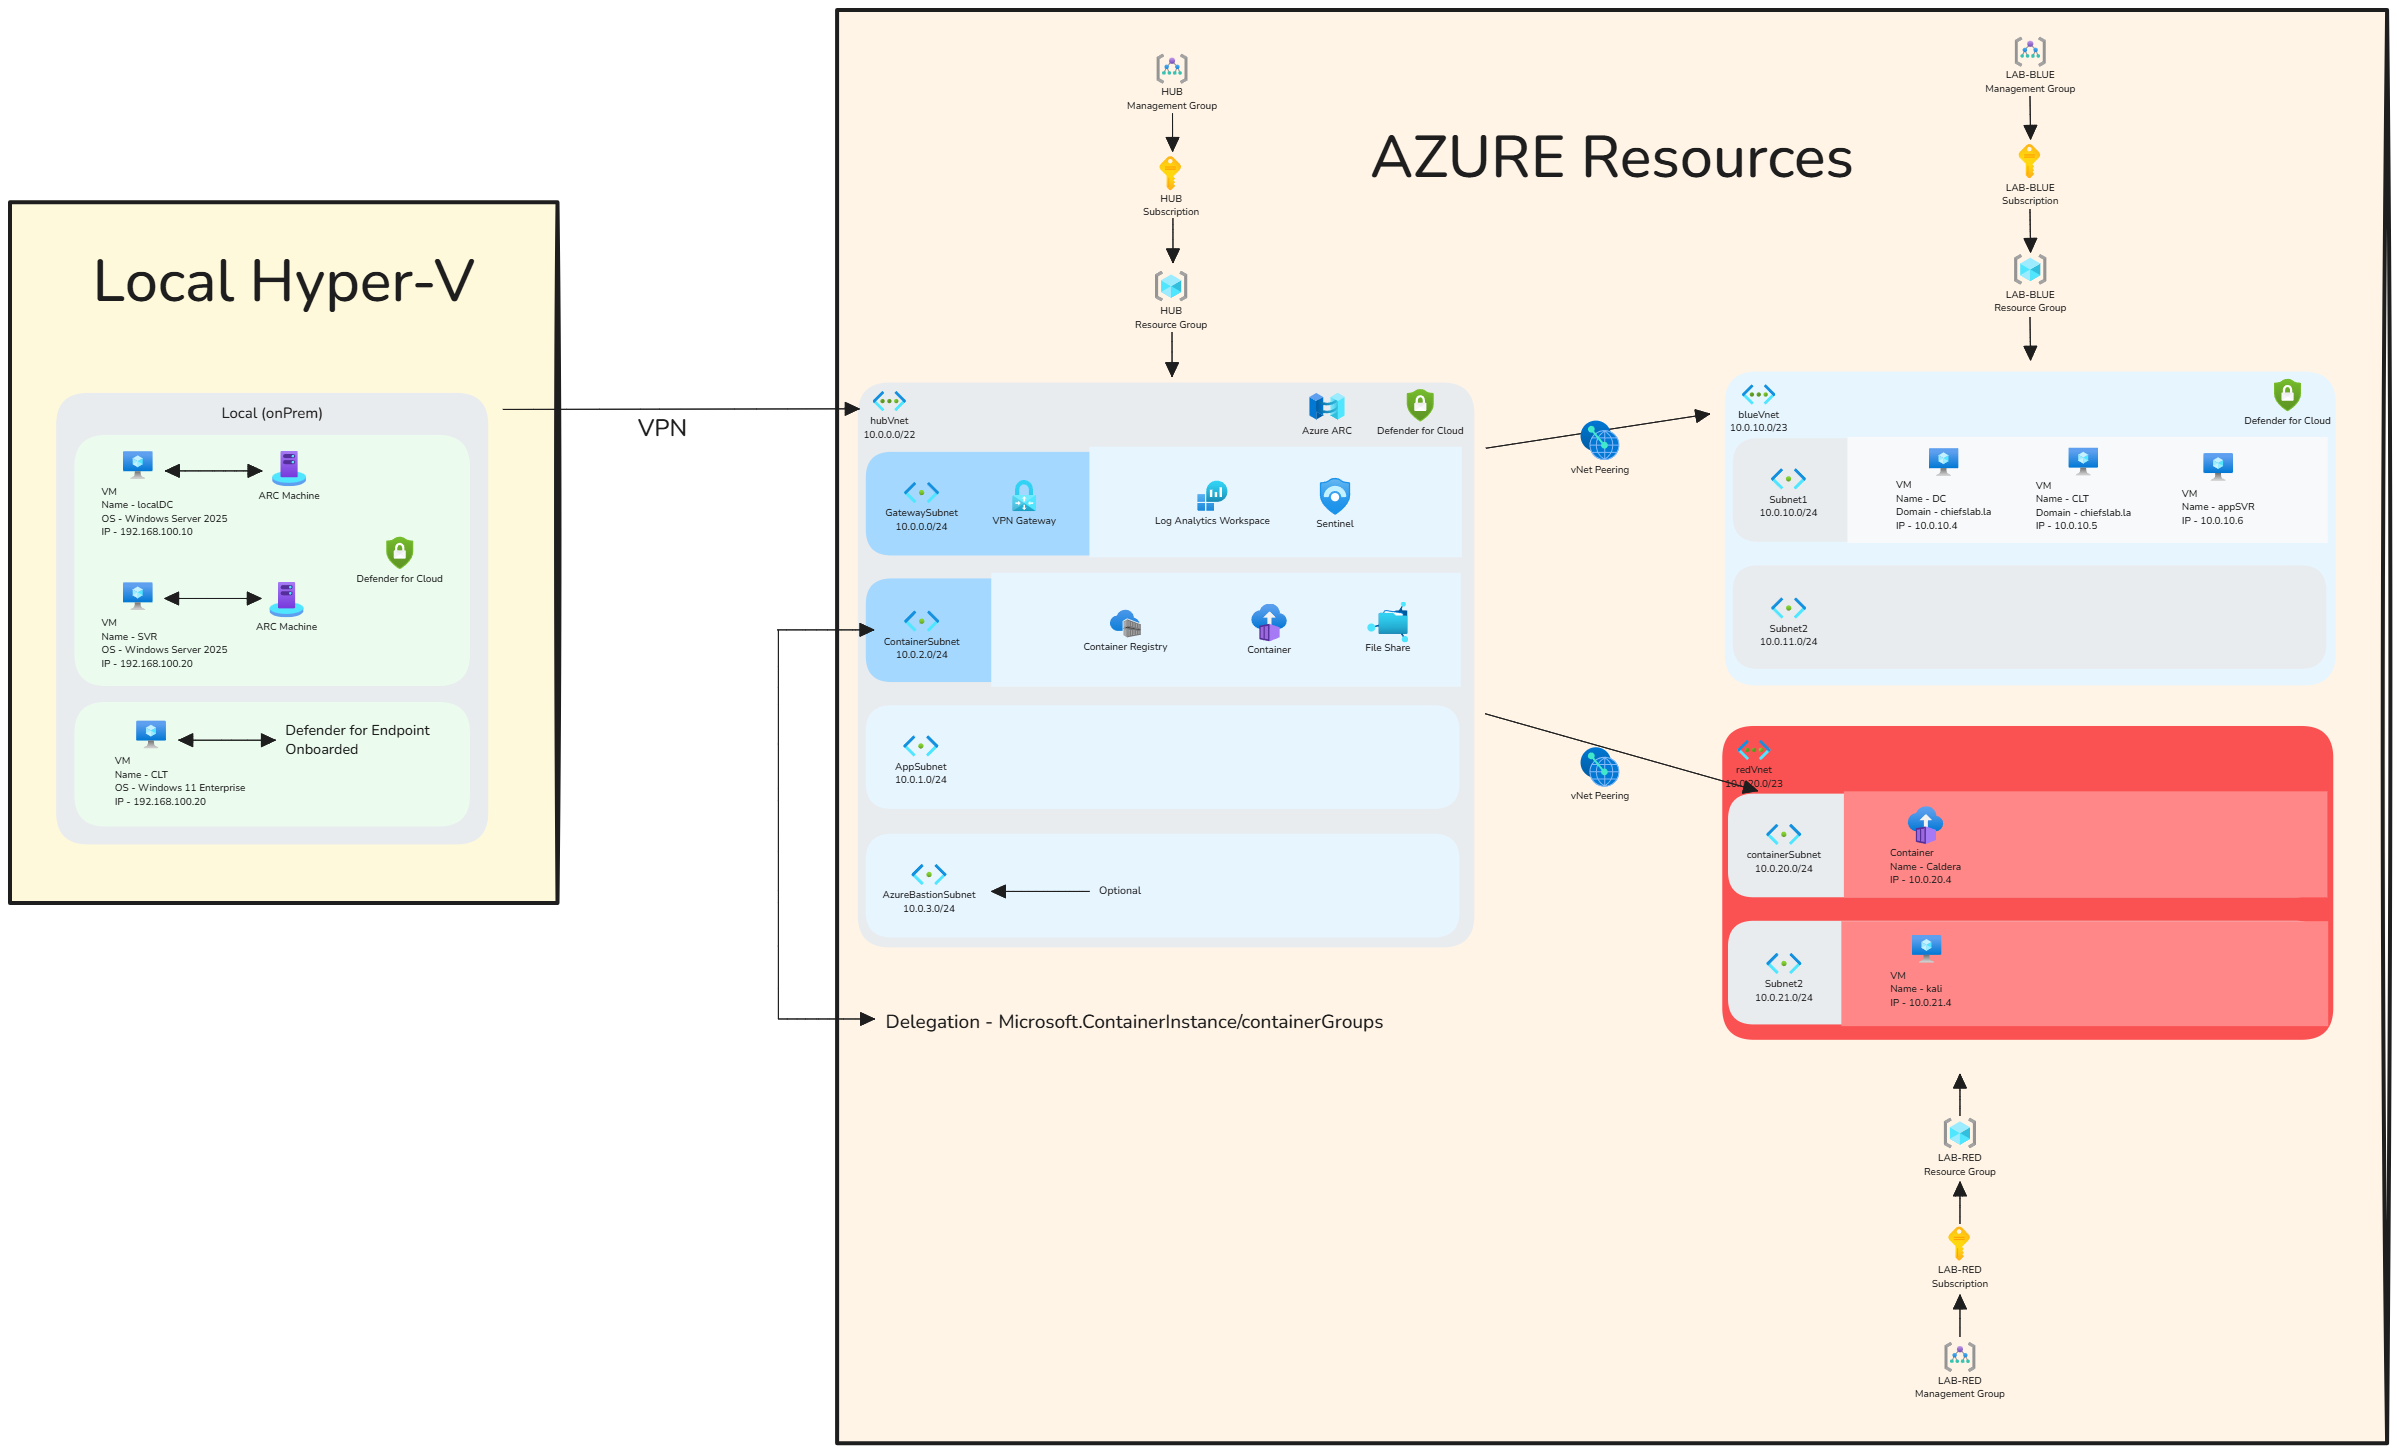 Local Hyper-V
Local (onPrem)
VM
Name - localDC
OS - Windows Server 2025
IP - 192.168.100.10
ARC Machine
Defender for Cloud
VM
Name - SVR
OS - Windows Server 2025
IP - 192.168.100.20
ARC Machine
VM
Name - CLT
OS - Windows 11 Enterprise
IP - 192.168.100.20
Defender for Endpoint
Onboarded
VPN
AZURE Resources
HUB
Management Group
HUB
Subscription
HUB
Resource Group
hubVnet
10.0.0.0/22
Azure ARC
Defender for Cloud
GatewaySubnet
10.0.0.0/24
VPN Gateway
Log Analytics Workspace
Sentinel
ContainerSubnet
10.0.2.0/24
Container Registry
Container
File Share
AppSubnet
10.0.1.0/24
AzureBastionSubnet
10.0.3.0/24
Optional
Delegation - Microsoft.ContainerInstance/containerGroups
vNet Peering
vNet Peering
LAB-BLUE
Management Group
LAB-BLUE
Subscription
LAB-BLUE
Resource Group
blueVnet
10.0.10.0/23
Defender for Cloud
Subnet1
10.0.10.0/24
VM
Name - DC
Domain - chiefslab.la
IP - 10.0.10.4
VM
Name - CLT
Domain - chiefslab.la
IP - 10.0.10.5
VM
Name - appSVR
IP - 10.0.10.6
Subnet2
10.0.11.0/24
redVnet
10.0.20.0/23
containerSubnet
10.0.20.0/24
Container
Name - Caldera
IP - 10.0.20.4
Subnet2
10.0.21.0/24
VM
Name - kali
IP - 10.0.21.4
LAB-RED
Resource Group
LAB-RED
Subscription
LAB-RED
Management Group